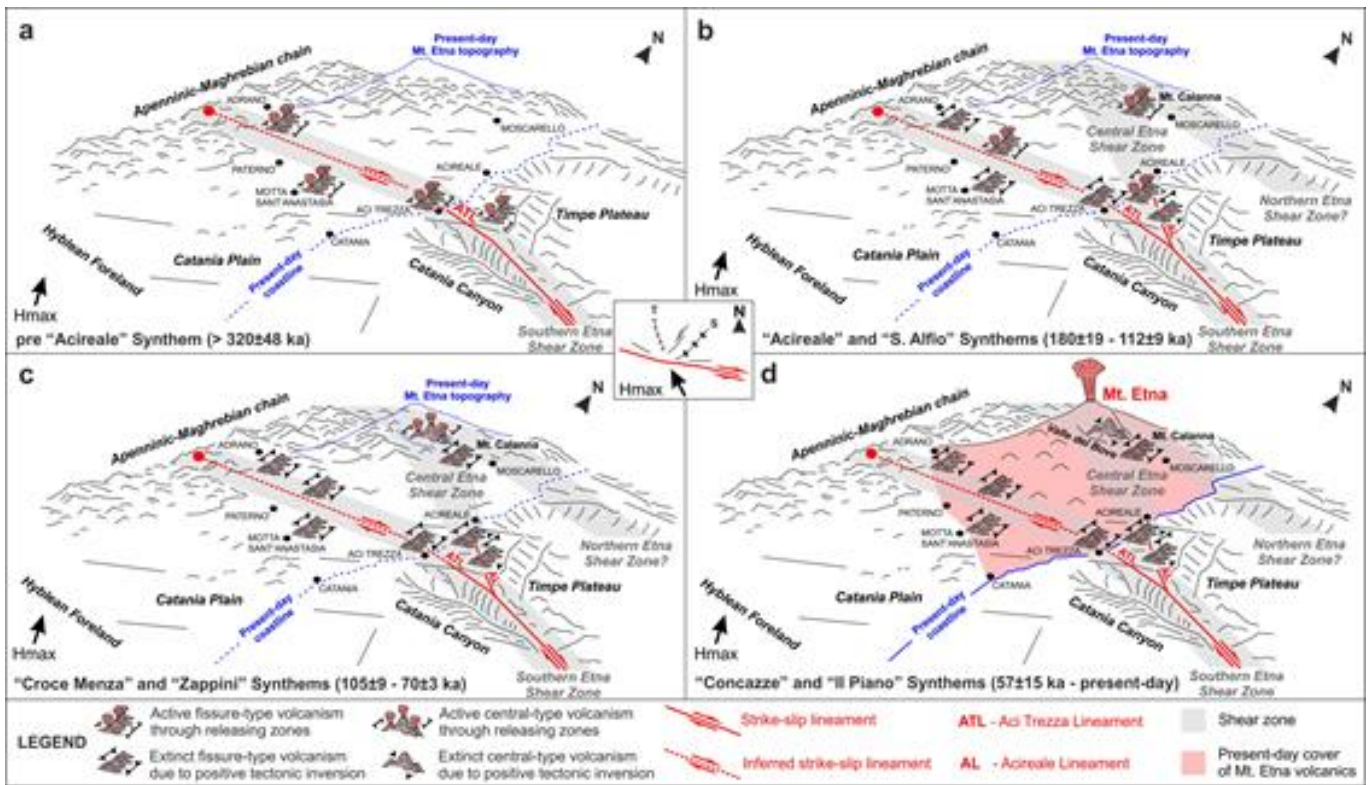 a
Present-day
Mt. Etna topography
N
Apenninic-Maghrebian chain
ADRANO
MOSCARELLO
PATERNO
ACIREALE
MOTTA
SANT'ANASTASIA
ACI TREZZA
ATL
Timpe Plateau
CATANIA
Catania Plain
Hyblean Foreland
Present-day
coastline
Catania Canyon
Hmax
Southern Etna
Shear Zone
pre “Acireale” Synthem (> 320±48 ka)
b
Present-day
Mt. Etna topography
N
Apenninic-Maghrebian chain
ADRANO
Mt. Calanna
MOSCARELLO
Central Etna
Shear Zone
PATERNO
ACIREALE
MOTTA
SANT'ANASTASIA
ACI TREZZA
Northern Etna
Shear Zone?
ATL
Timpe Plateau
CATANIA
Catania Plain
Hyblean Foreland
Present-day
coastline
Catania Canyon
Hmax
Southern Etna
Shear Zone
“Acireale” and “S. Alfio” Synthems (180±19 - 112±9 ka)
T
S
N
Hmax
c
Present-day
Mt. Etna topography
N
Apenninic-Maghrebian chain
ADRANO
Mt. Calanna
MOSCARELLO
Central Etna
Shear Zone
PATERNO
ACIREALE
MOTTA
SANT'ANASTASIA
ACI TREZZA
Northern Etna
Shear Zone?
ATL
Timpe Plateau
CATANIA
Catania Plain
Hyblean Foreland
Present-day
coastline
Catania Canyon
Hmax
Southern Etna
Shear Zone
“Croce Menza” and “Zappini” Synthems (105±9 - 70±3 ka)
d
Mt. Etna
N
Apenninic-Maghrebian chain
ADRANO
Valle del Bove
Mt. Calanna
MOSCARELLO
Central Etna
Shear Zone
PATERNO
ACIREALE
MOTTA
SANT'ANASTASIA
ACI TREZZA
Northern Etna
Shear Zone?
ATL
Timpe Plateau
CATANIA
Catania Plain
Hyblean Foreland
Present-day
coastline
Catania Canyon
Hmax
Southern Etna
Shear Zone
“Concazze” and “Il Piano” Synthems (57±15 ka - present-day)
LEGEND
Active fissure-type volcanism
through releasing zones
Extinct fissure-type volcanism
due to positive tectonic inversion
Active central-type volcanism
through releasing zones
Extinct central-type volcanism
due to positive tectonic inversion
Strike-slip lineament
Inferred strike-slip lineament
ATL - Aci Trezza Lineament
AL - Acireale Lineament
Shear zone
Present-day cover
of Mt. Etna volcanics